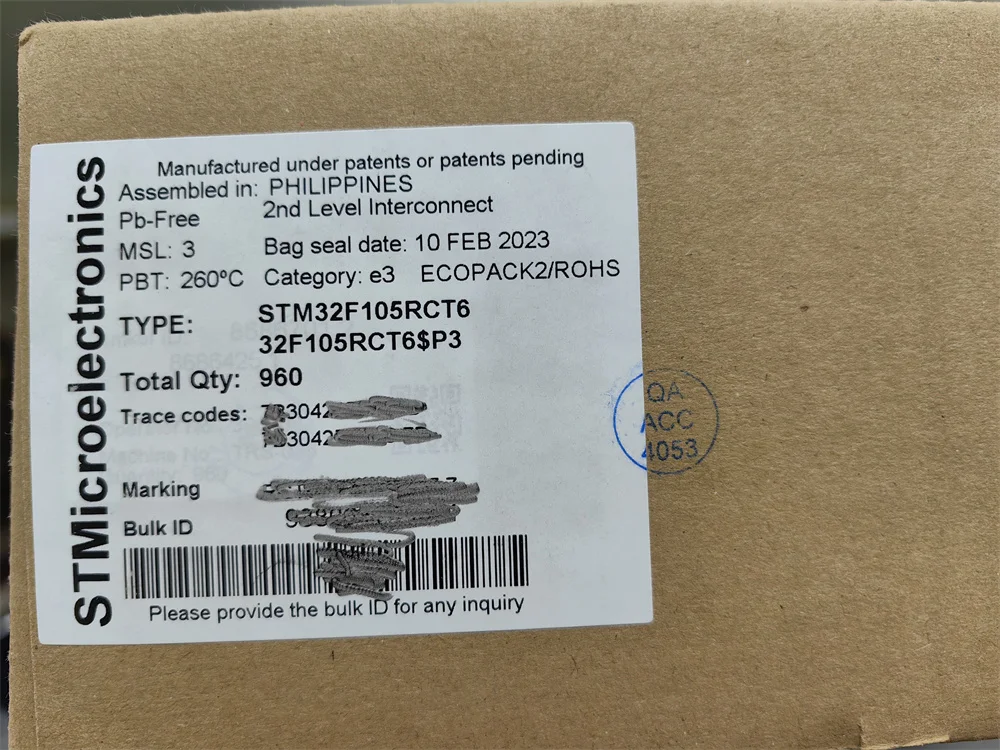 STMicroelectronics
Manufactured under patents or patents pending
Assembled in: PHILIPPINES
Pb-Free 2nd Level Interconnect
MSL: 3 Bag seal date: 10 FEB 2023
PBT: 260ºC Category: e3 ECOPACK2/ROHS
TYPE: STM32F105RCT6
32F105RCT6$P3
Total Qty: 960
Trace codes:
Marking
Bulk ID
Please provide the bulk ID for any inquiry
QA
ACC
4053